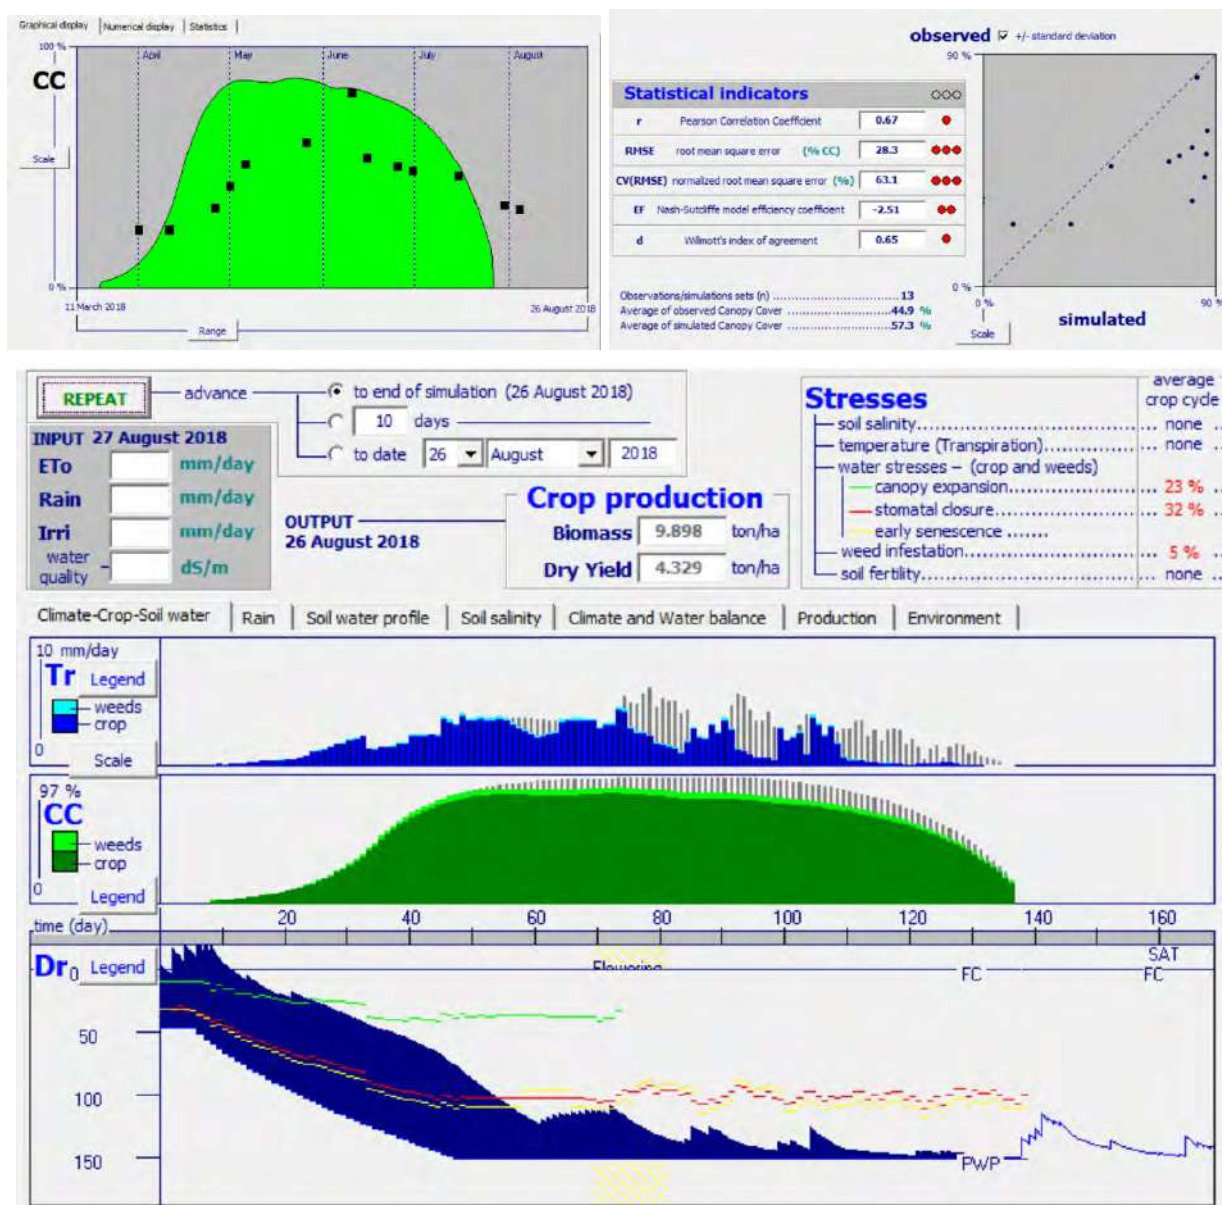 Graphical display | Numerical display | Statistics |
100 %
CC
April May June July August
Scale
0 %
11 March 2018 26 August 2018
Range
observed +/- standard deviation
90 %
Statistical indicators
r Pearson Correlation Coefficient 0.67
RMSE root mean square error (% CC) 28.3
CV(RMSE) normalized root mean square error (%) 63.1
EF Nash-Sutcliffe model efficiency coefficient -2.51
d Wilmott's index of agreement 0.65
Observations/simulations sets (n) 13
Average of observed Canopy Cover 44.9 %
Average of simulated Canopy Cover 57.3 %
0 %
0 % 90 %
Scale
simulated
REPEAT
advance
to end of simulation (26 August 2018)
10 days
to date 26 August 2018
INPUT 27 August 2018
ETo mm/day
Rain mm/day
Irri mm/day
water quality dS/m
OUTPUT
26 August 2018
Crop production
Biomass 9.898 ton/ha
Dry Yield 4.329 ton/ha
Stresses
average
crop cycle
soil salinity none
temperature (Transpiration) none
water stresses - (crop and weeds)
canopy expansion 23 %
stomatal closure 32 %
early senescence
weed infestation 5 %
soil fertility none
Climate-Crop-Soil water | Rain | Soil water profile | Soil salinity | Climate and Water balance | Production | Environment |
10 mm/day
Tr
Legend
weeds
crop
0
Scale
97 %
CC
weeds
crop
0
Legend
time (day)
20 40 60 80 100 120 140 160
Dr
0
Legend
Flowering
FC
SAT
FC
50
100
150
PWP